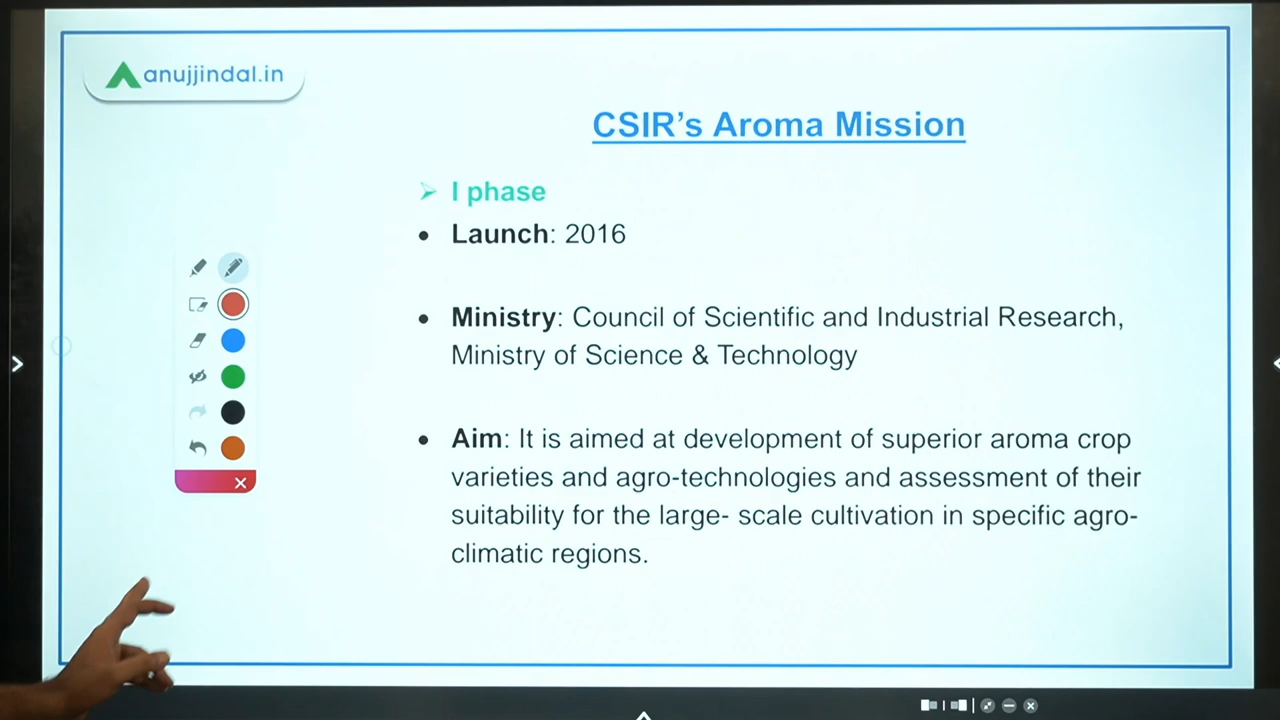 anujjindal.in
CSIR’s Aroma Mission
I phase
Launch: 2016
Ministry: Council of Scientific and Industrial Research,
Ministry of Science & Technology
Aim: It is aimed at development of superior aroma crop
varieties and agro-technologies and assessment of their
suitability for the large- scale cultivation in specific agro-
climatic regions.